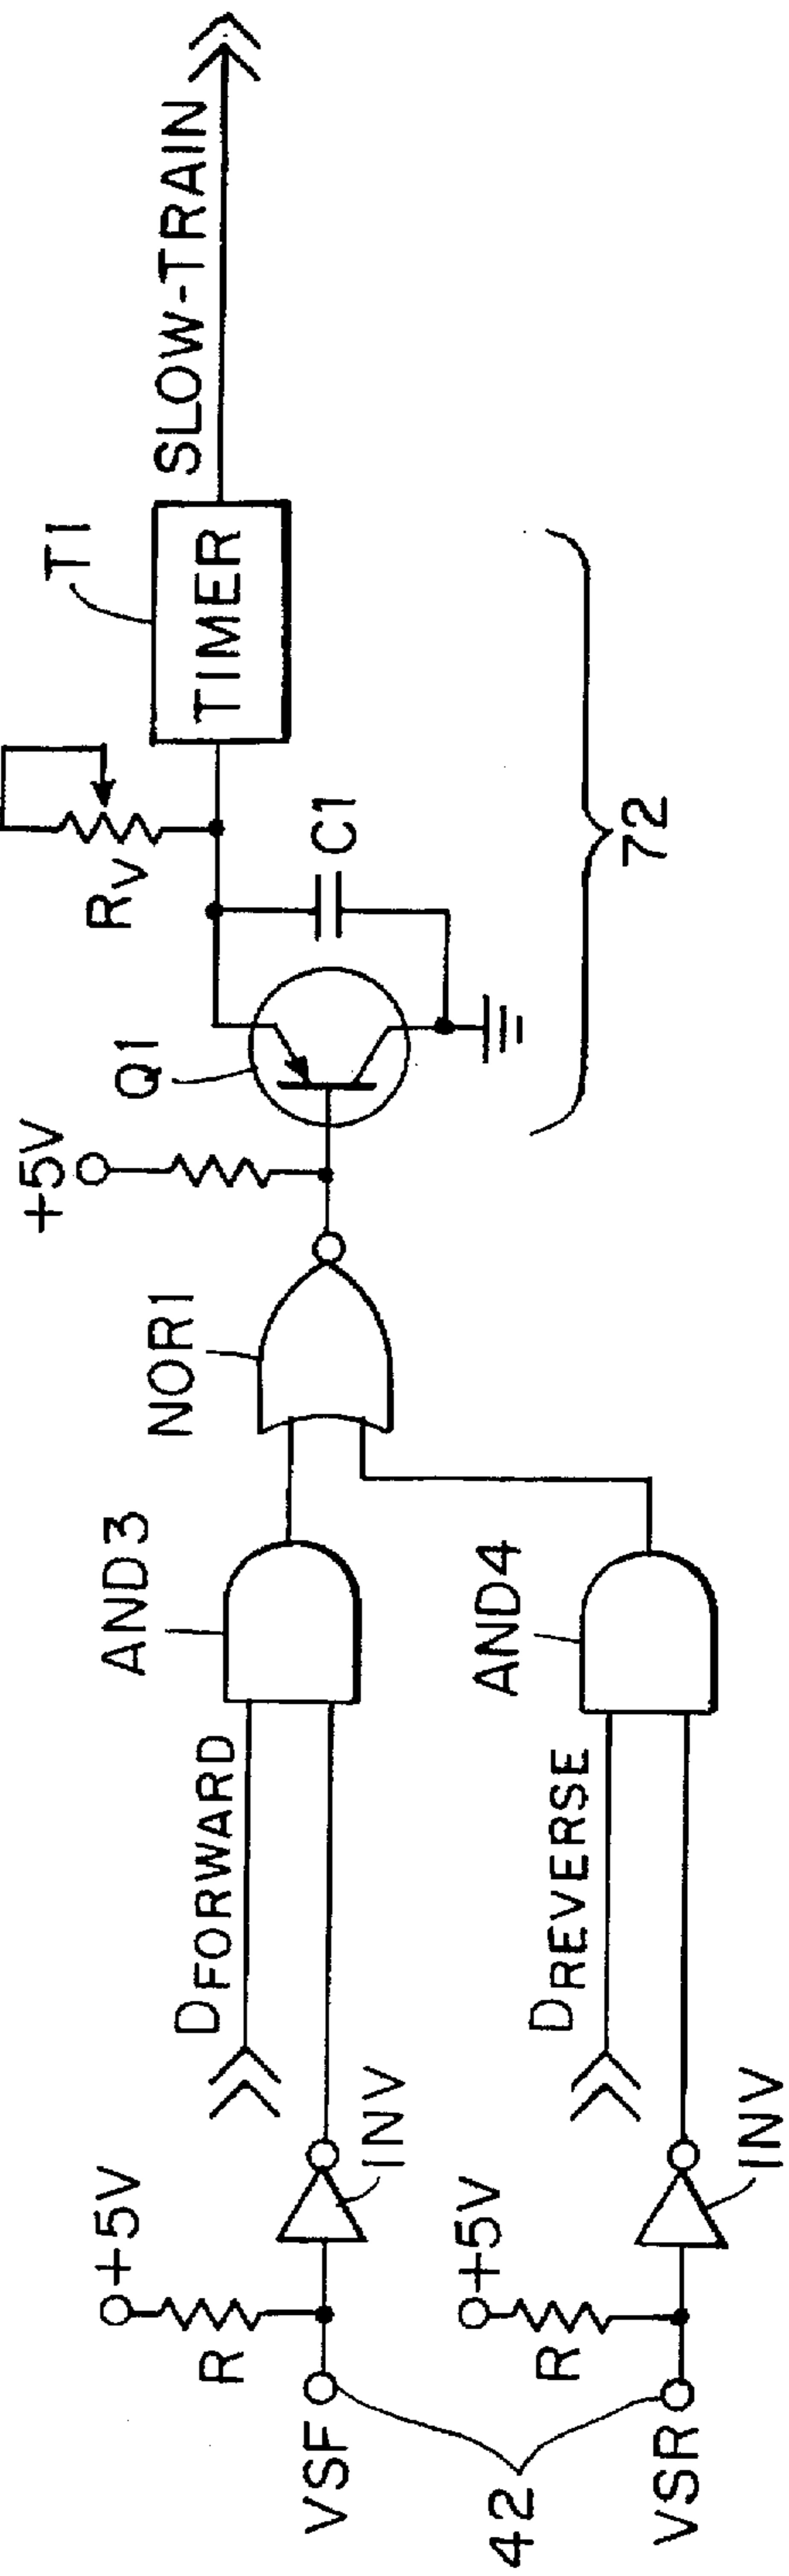 VSF
VSR
42
R
+5V
R
+5V
INV
INV
DFORWARD
DREVERSE
AND3
AND4
NOR1
+5V
Q1
RV
C1
T1
TIMER
72
SLOW-TRAIN